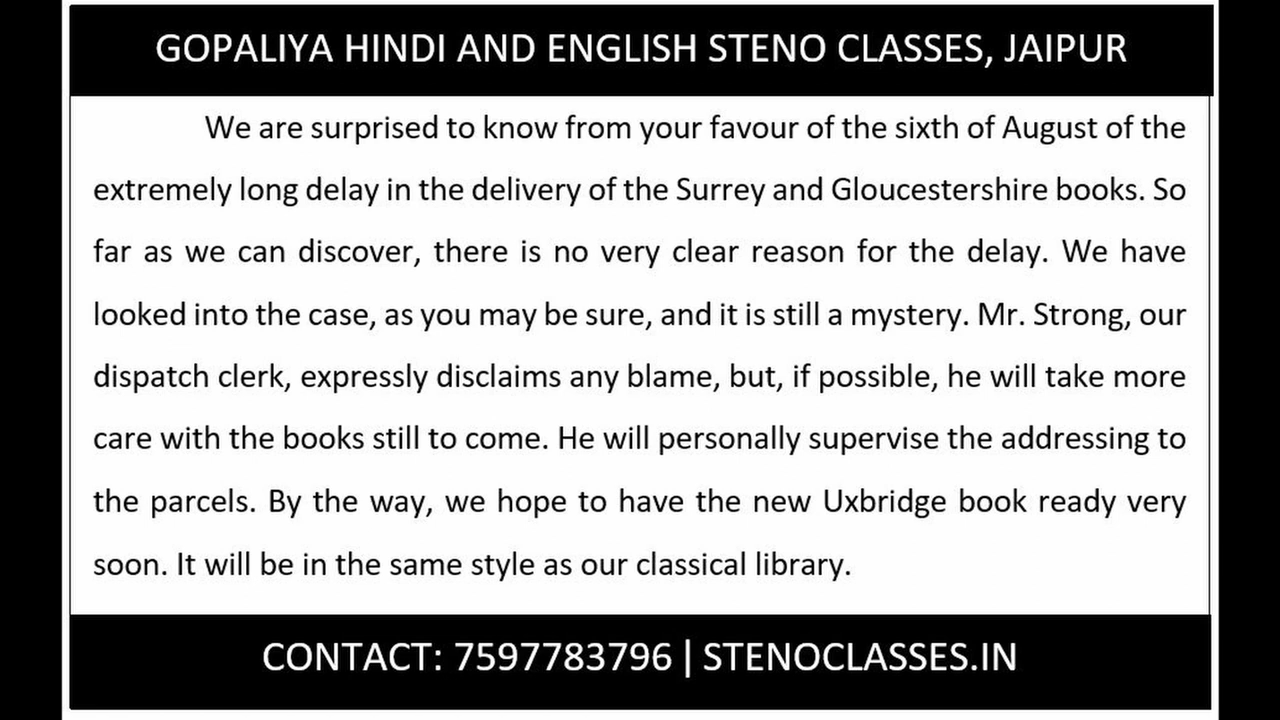 GOPALIYA HINDI AND ENGLISH STENO CLASSES, JAIPUR
We are surprised to know from your favour of the sixth of August of the
extremely long delay in the delivery of the Surrey and Gloucestershire books. So
far as we can discover, there is no very clear reason for the delay. We have
looked into the case, as you may be sure, and it is still a mystery. Mr. Strong, our
dispatch clerk, expressly disclaims any blame, but, if possible, he will take more
care with the books still to come. He will personally supervise the addressing to
the parcels. By the way, we hope to have the new Uxbridge book ready very
soon. It will be in the same style as our classical library.
CONTACT: 7597783796 | STENOCLASSES.IN